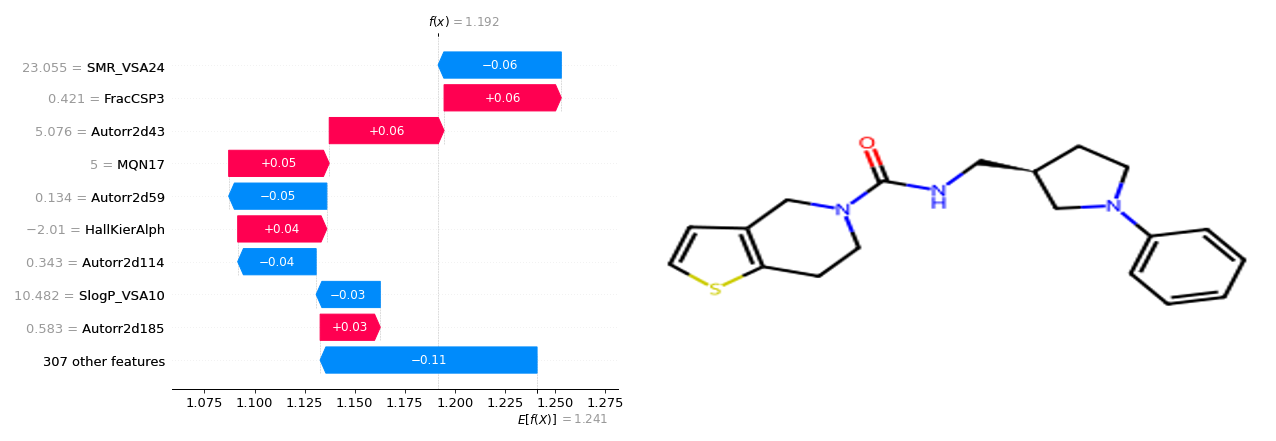 f(x) = 1.192
23.055 = SMR_VSA24
−0.06
0.421 = FracCSP3
+0.06
5.076 = Autorr2d43
+0.06
5 = MQN17
+0.05
0.134 = Autorr2d59
−0.05
−2.01 = HallKierAlph
+0.04
0.343 = Autorr2d114
−0.04
10.482 = SlogP_VSA10
−0.03
0.583 = Autorr2d185
+0.03
307 other features
−0.11
1.075 1.100 1.125 1.150 1.175 1.200 1.225 1.250 1.275
E[f(X)] = 1.241
O
N
N
H
N
S